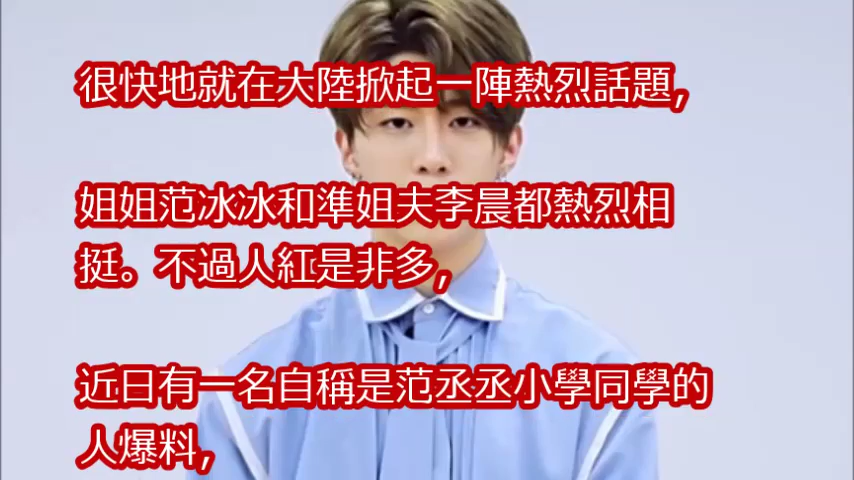 很快地就在大陸掀起一陣熱烈話題，
姐姐范冰冰和準姐夫李晨都熱烈相
挺。不過人紅是非多，
近日有一名自稱是范丞丞小學同學的
人爆料，